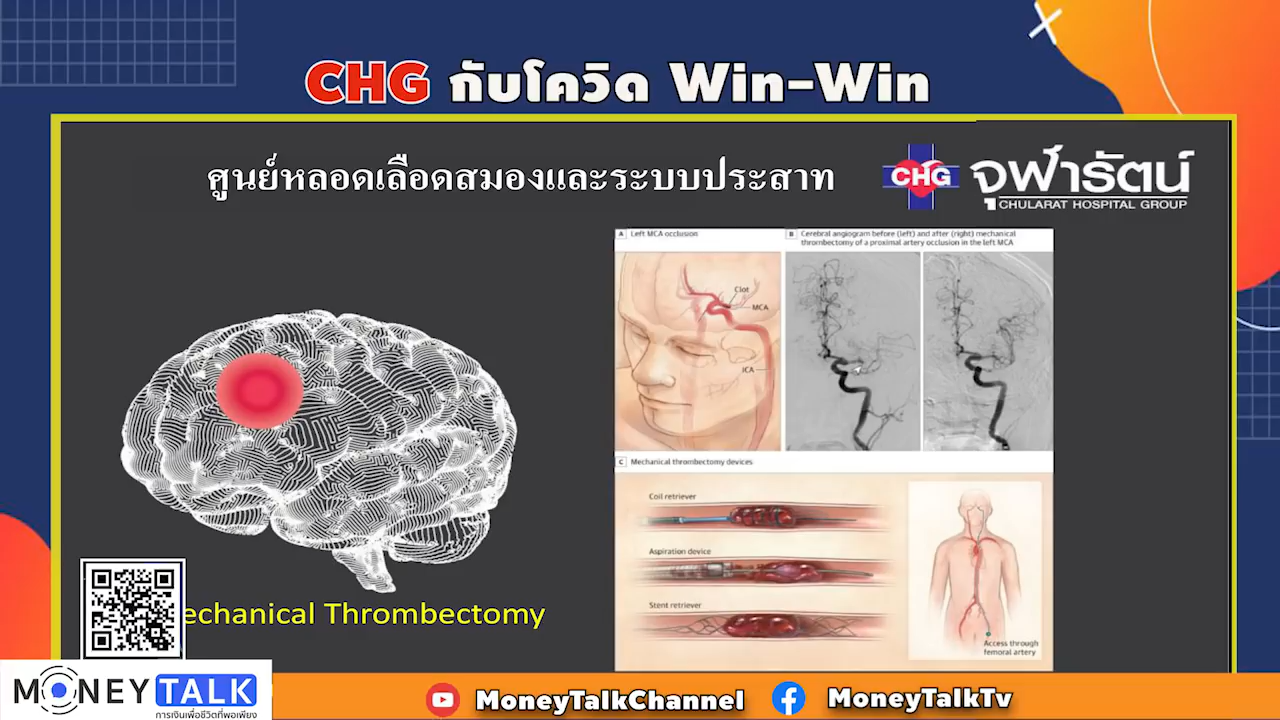 CHG กับโควิด Win-Win
ศูนย์หลอดเลือดสมองและระบบประสาท
CHG จุฬารัตน์
CHULARAT HOSPITAL GROUP
A Left MCA occlusion
B Cerebral angiogram before (left) and after (right) mechanical
thrombectomy of a proximal artery occlusion in the left MCA
Clot
MCA
ICA
C Mechanical thrombectomy devices
Coil retriever
Aspiration device
Stent retriever
Access through
femoral artery
echanical Thrombectomy
MONEY TALK
การเงินเพื่อชีวิตที่พอเพียง
MoneyTalkChannel
MoneyTalkTv